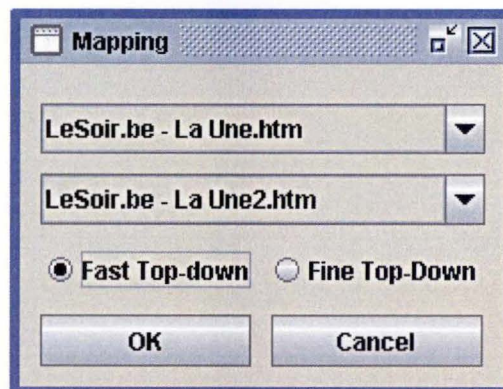 Mapping
LeSoir.be - La Une.htm
LeSoir.be - La Une2.htm
Fast Top-down Fine Top-Down
OK Cancel